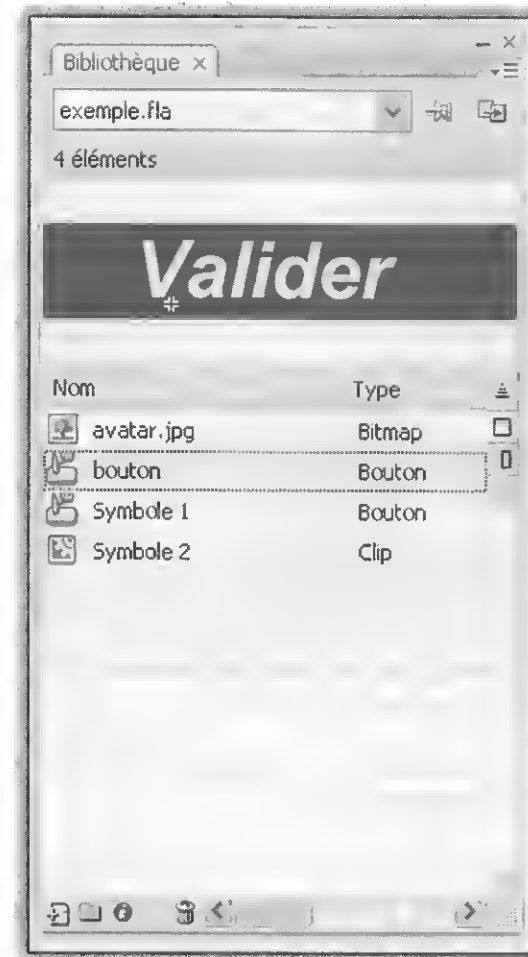 Bibliothèque
exemple.fla
4 éléments
Valider
Nom Type
avatar.jpg Bitmap
bouton Bouton
Symbole 1 Bouton
Symbole 2 Clip